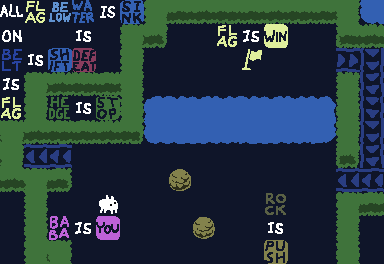 ALL FLAG BELOW WATER IS SINK
ON IS FLAG IS WIN
BELT IS SHIFT DEFEAT
IS
FLAG HEDGE IS STOP
ROCK
BABA IS YOU IS
PUSH